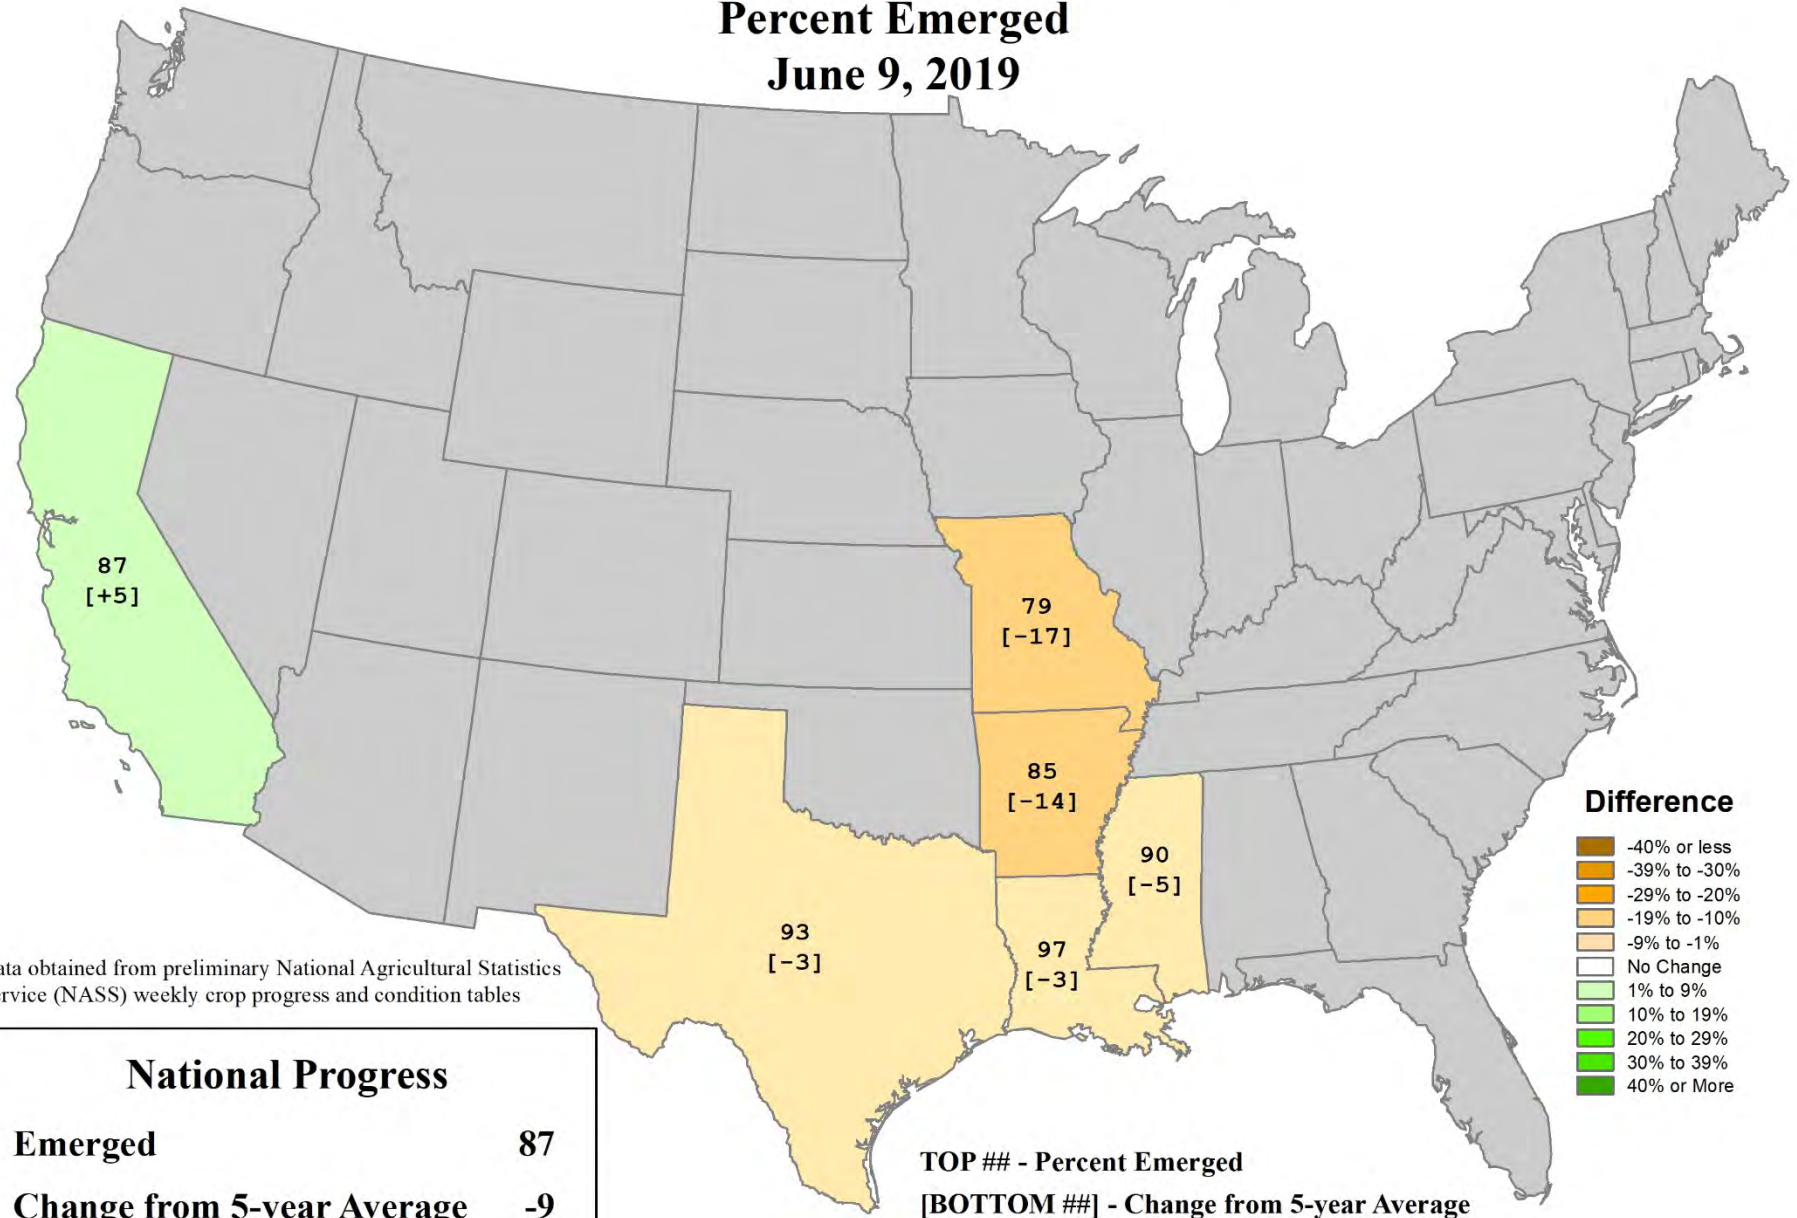 Percent Emerged
June 9, 2019
87
[+5]
79
[-17]
85
[-14]
90
[-5]
93
[-3]
97
[-3]
Difference
-40% or less
-39% to -30%
-29% to -20%
-19% to -10%
-9% to -1%
No Change
1% to 9%
10% to 19%
20% to 29%
30% to 39%
40% or More
ata obtained from preliminary National Agricultural Statistics
ervice (NASS) weekly crop progress and condition tables
National Progress
Emerged 87
Change from 5-year Average -9
TOP ## - Percent Emerged
[BOTTOM ##] - Change from 5-year Average